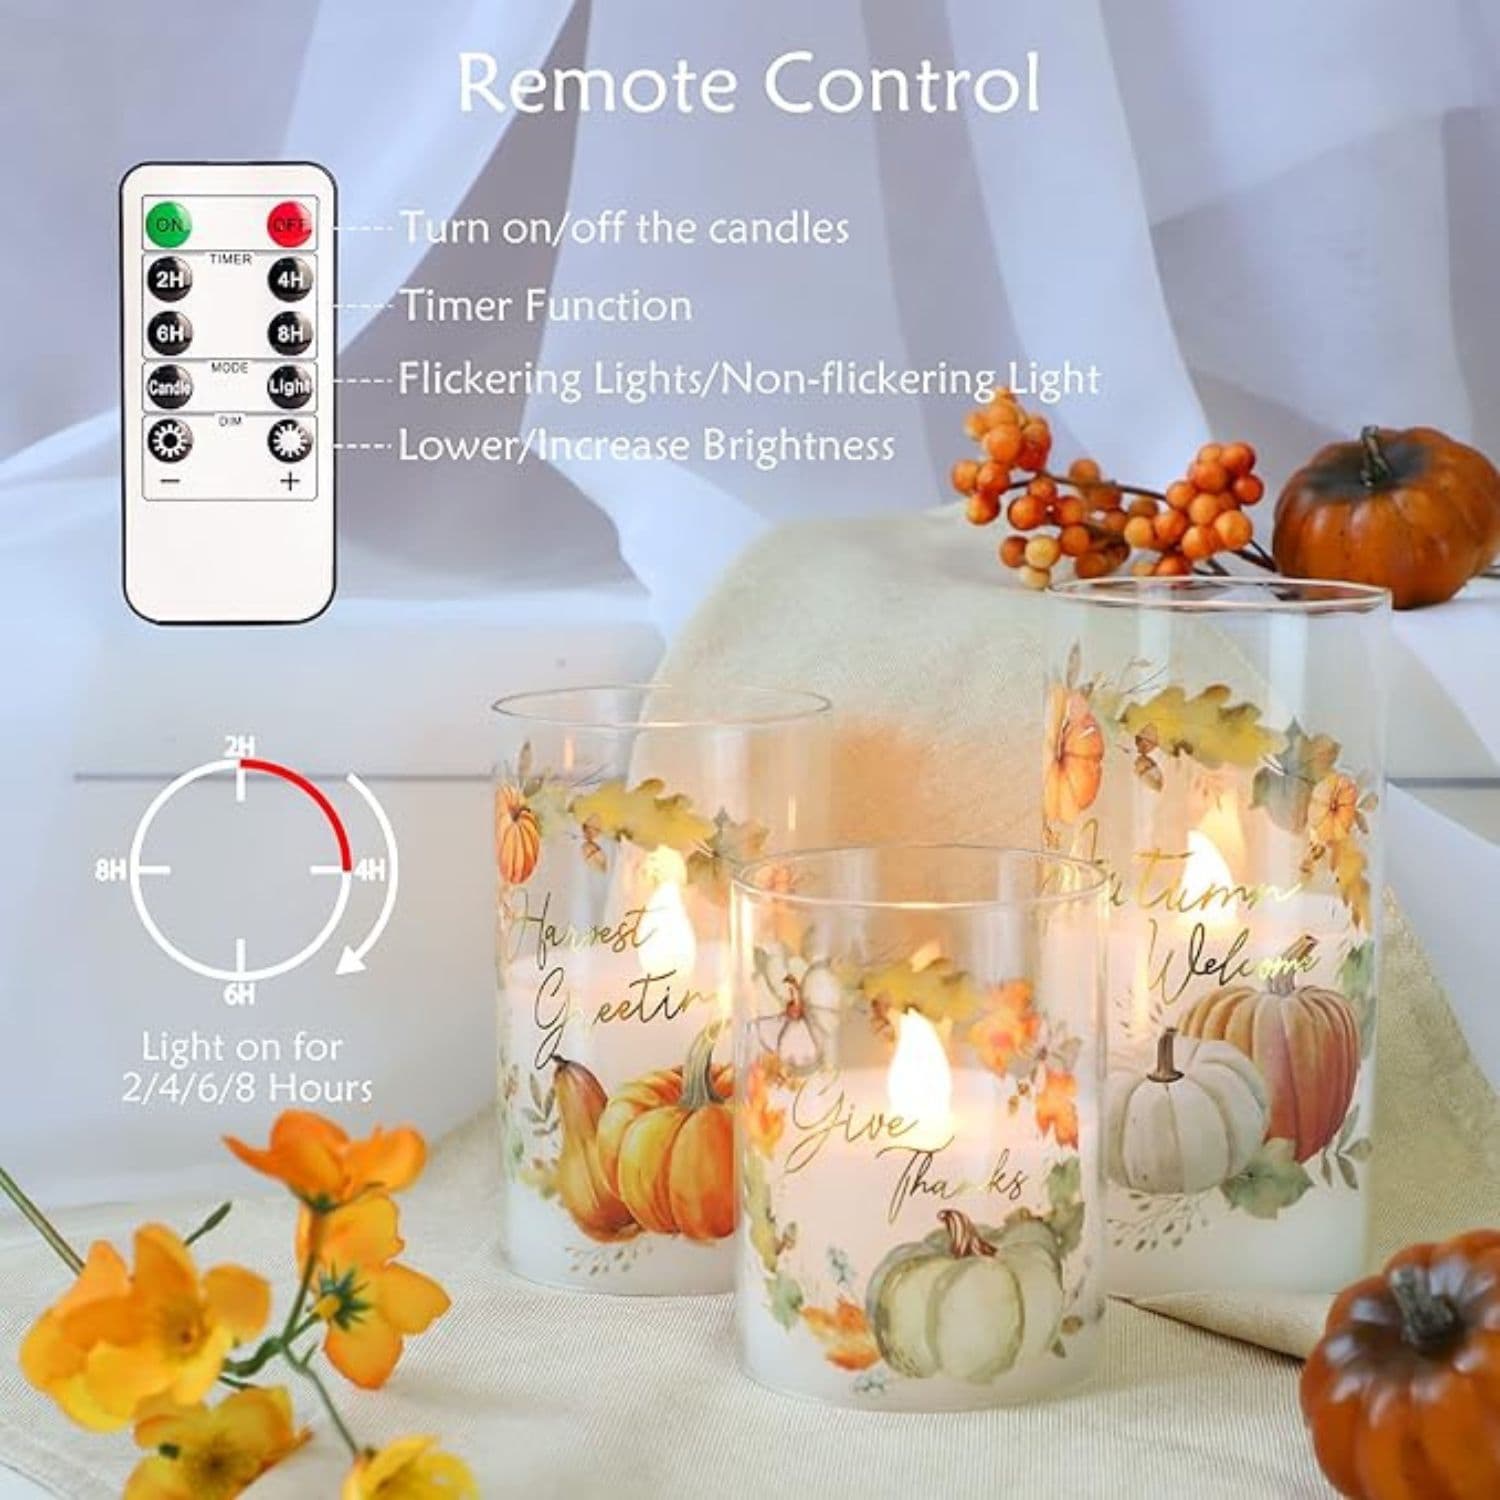 Remote Control
ON OFF
Turn on/off the candles
TIMER
2H 4H
Timer Function
6H 8H
MODE
Candle Light
Flickering Lights/Non-flickering Light
DIM
Lower/Increase Brightness
− +
2H
8H 4H
6H
Light on for
2/4/6/8 Hours
Autumn
Welcome
Harvest
Greeting
Give
Thanks